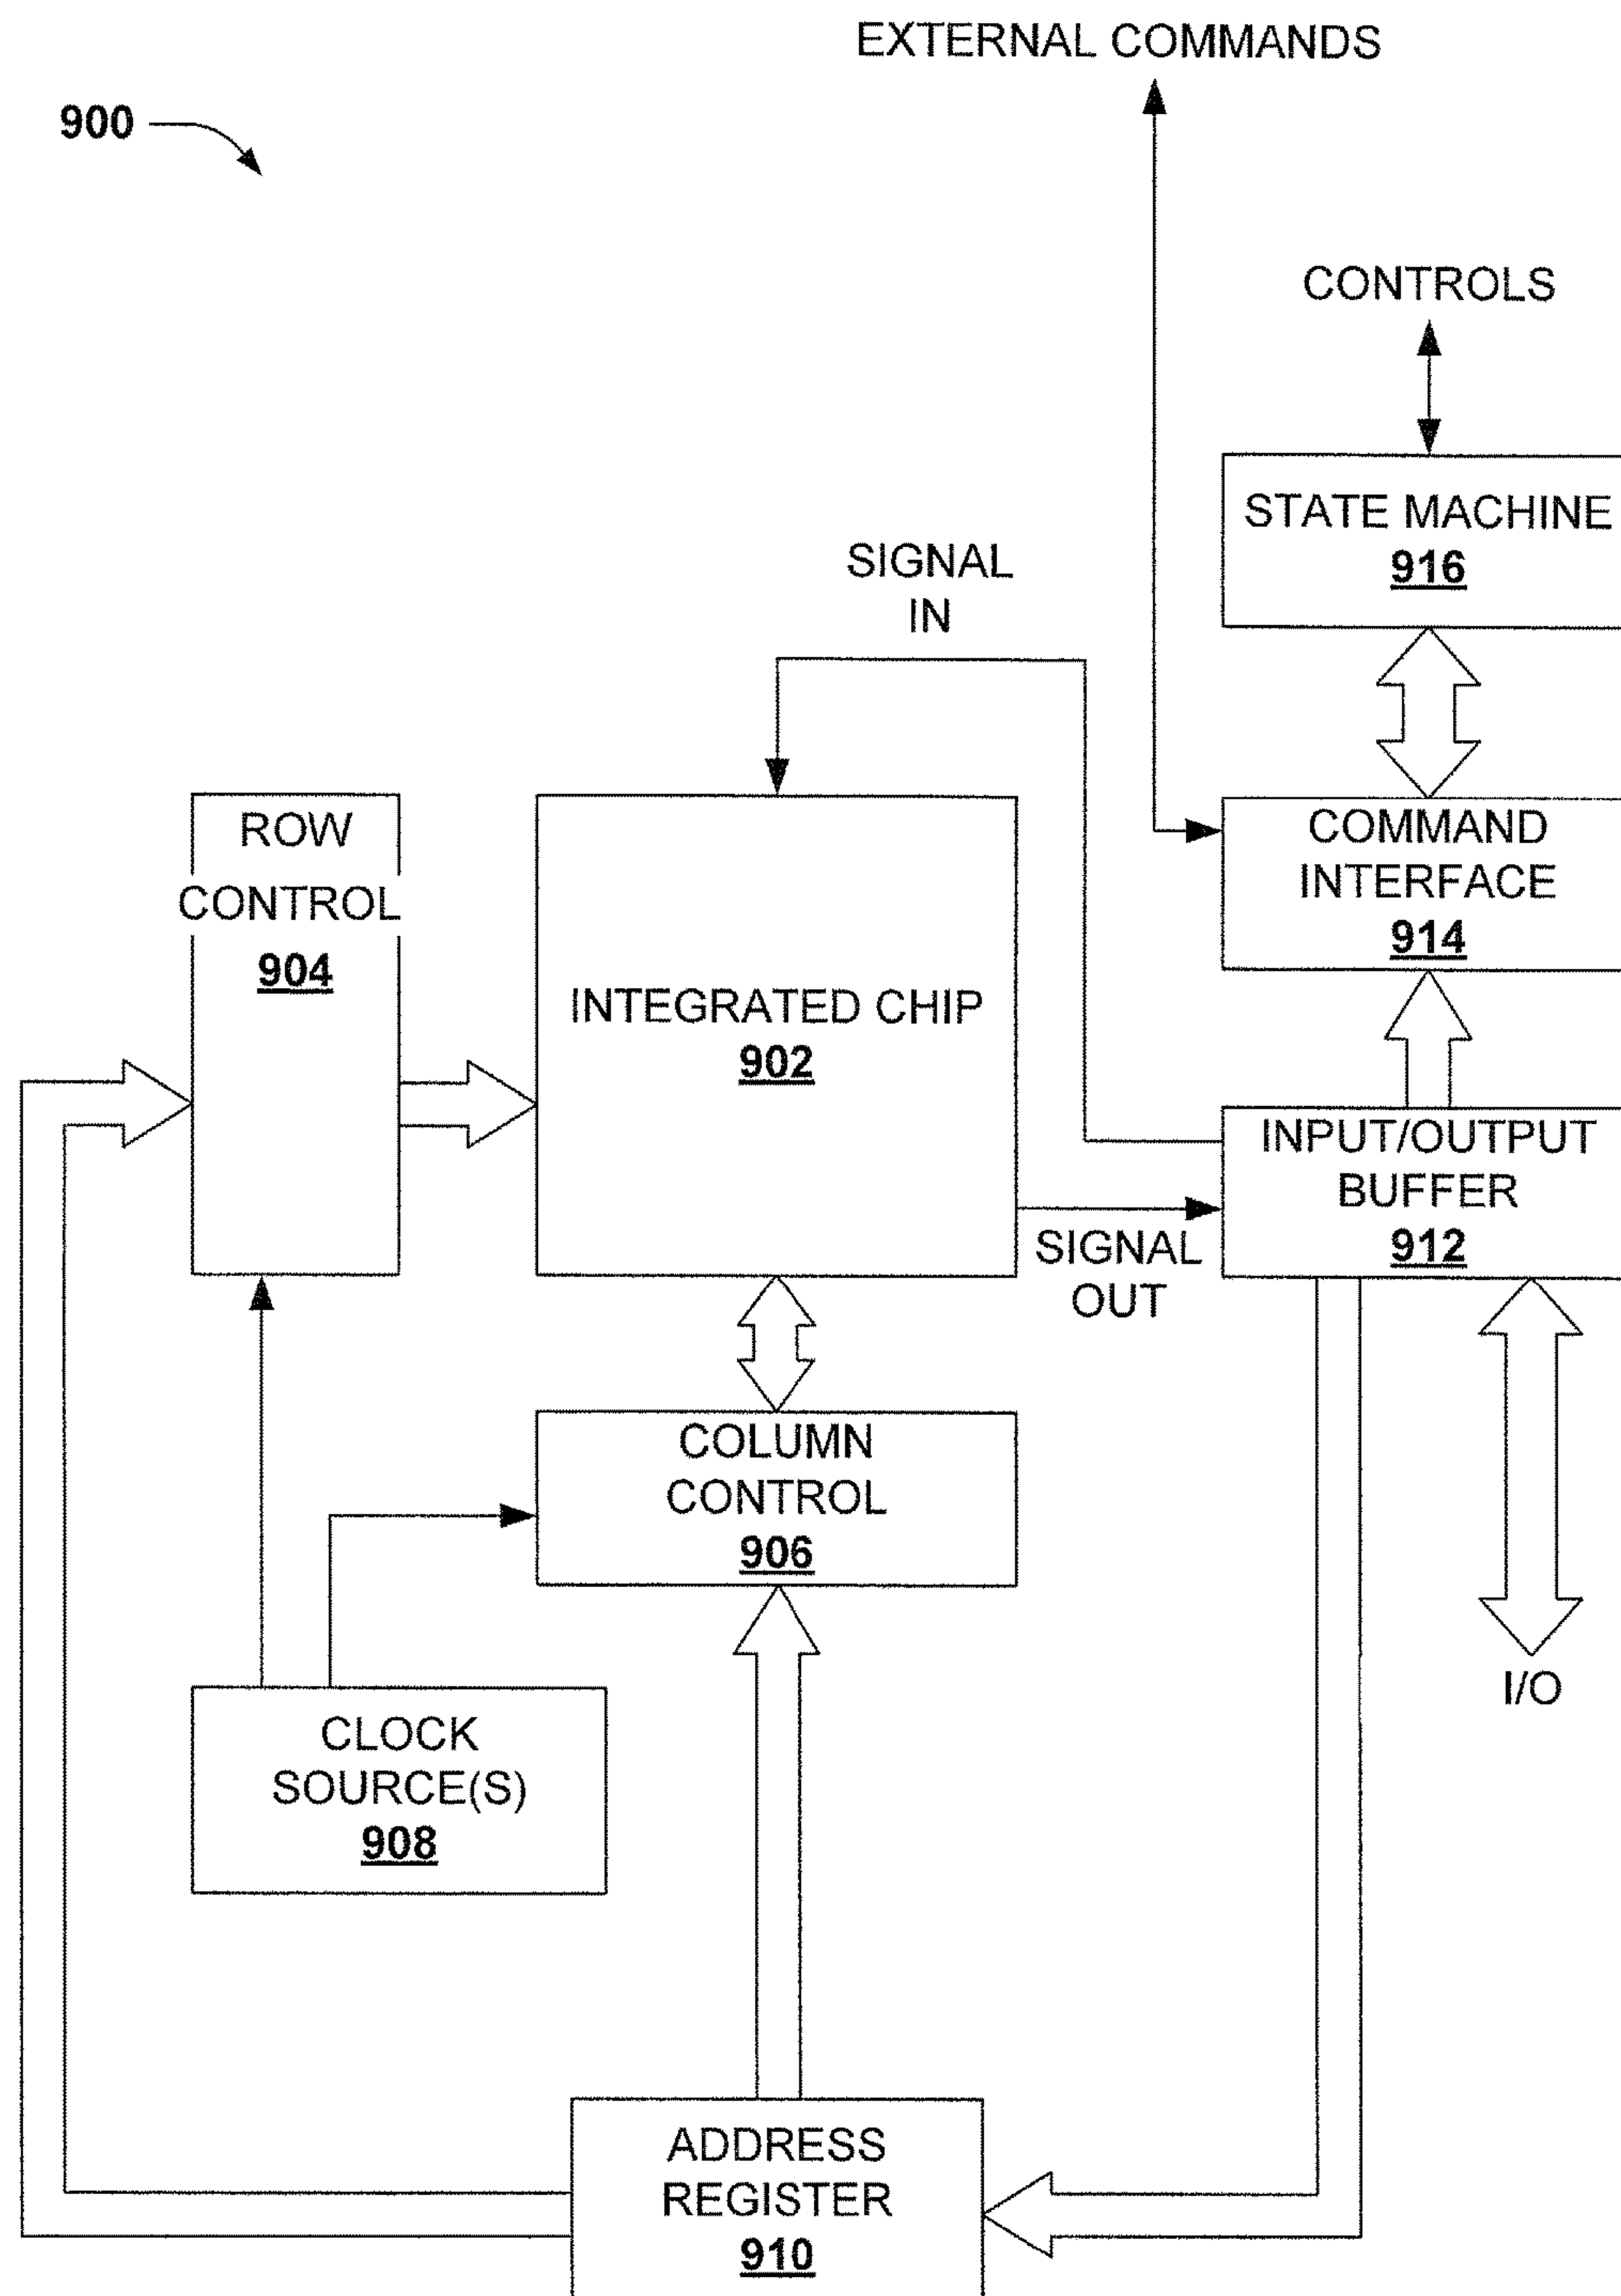 EXTERNAL COMMANDS
900
CONTROLS
STATE MACHINE
916
SIGNAL
IN
ROW
CONTROL
904
INTEGRATED CHIP
902
COMMAND
INTERFACE
914
INPUT/OUTPUT
BUFFER
912
SIGNAL
OUT
COLUMN
CONTROL
906
I/O
CLOCK
SOURCE(S)
908
ADDRESS
REGISTER
910